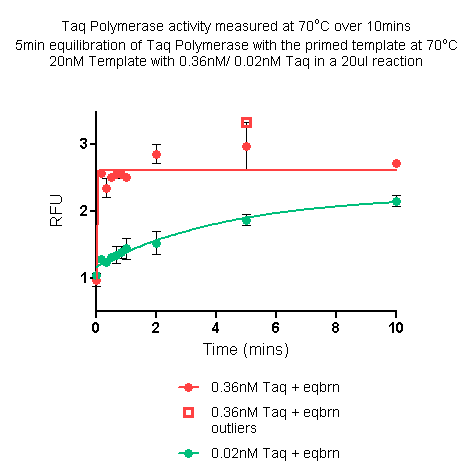 Taq Polymerase activity measured at 70°C over 10mins
5min equilibration of Taq Polymerase with the primed template at 70°C
20nM Template with 0.36nM/ 0.02nM Taq in a 20ul reaction
3
2
1
RFU
0
2
4
6
8
10
Time (mins)
0.36nM Taq + eqbrn
0.36nM Taq + eqbrn
outliers
0.02nM Taq + eqbrn